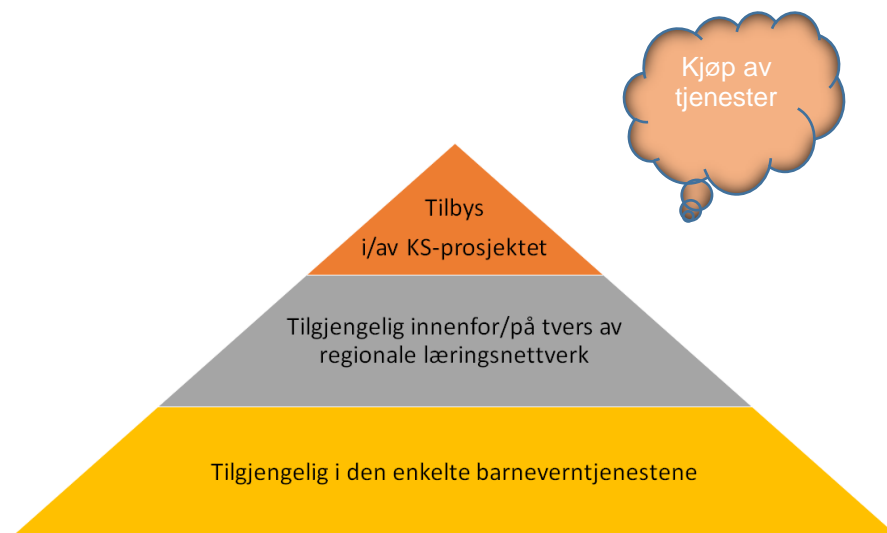 Kjøp av
tjenester
Tilbys
i/av KS-prosjektet
Tilgjengelig innenfor/på tvers av
regionale læringsnettverk
Tilgjengelig i den enkelte barneverntjenestene